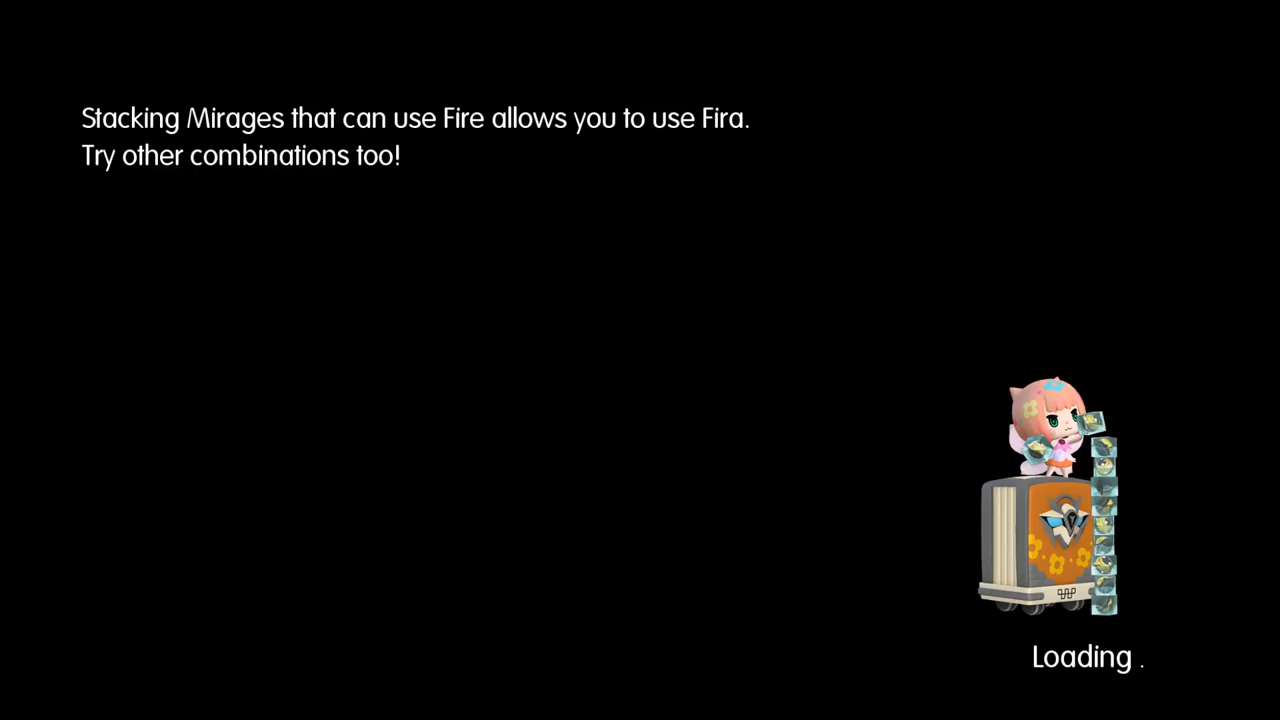 Stacking Mirages that can use Fire allows you to use Fira.
Try other combinations too!
Loading .